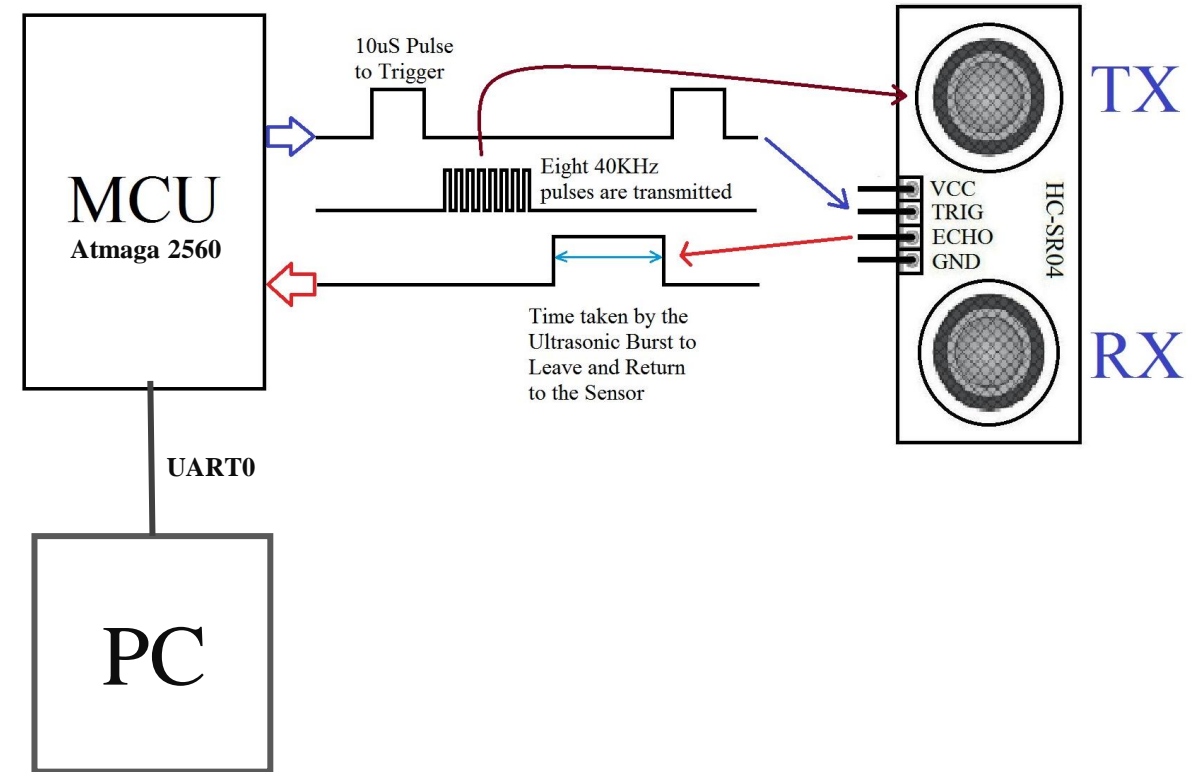 10uS Pulse
to Trigger
TX
MCU
Atmaga 2560
Eight 40KHz
pulses are transmitted
VCC
TRIG
ECHO
GND
HC-SR04
Time taken by the
Ultrasonic Burst to
Leave and Return
to the Sensor
RX
UART0
PC